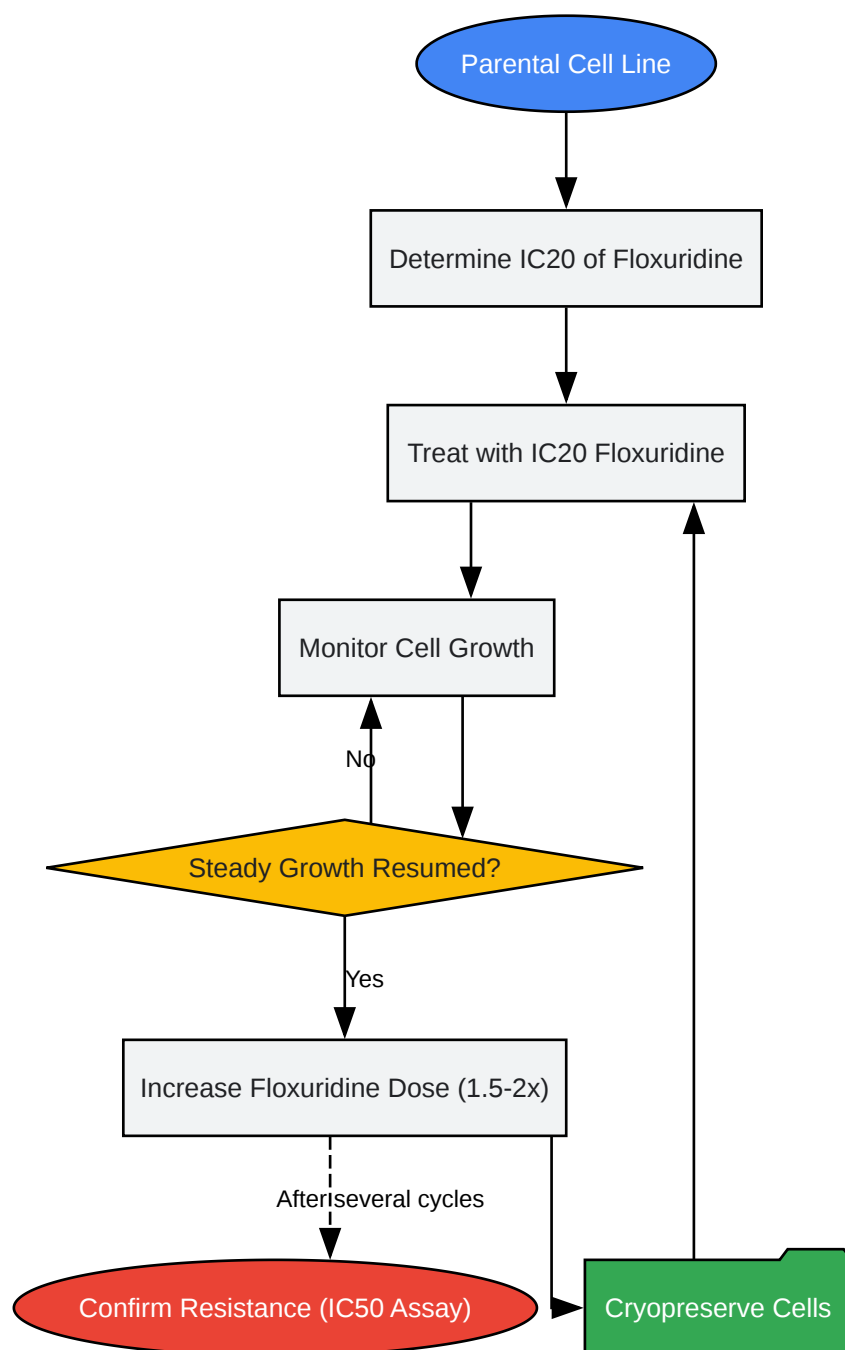 Parental Cell Line
Determine IC20 of Floxuridine
Treat with IC20 Floxuridine
Monitor Cell Growth
No
Steady Growth Resumed?
Yes
Increase Floxuridine Dose (1.5-2x)
After several cycles
Confirm Resistance (IC50 Assay)
Cryopreserve Cells